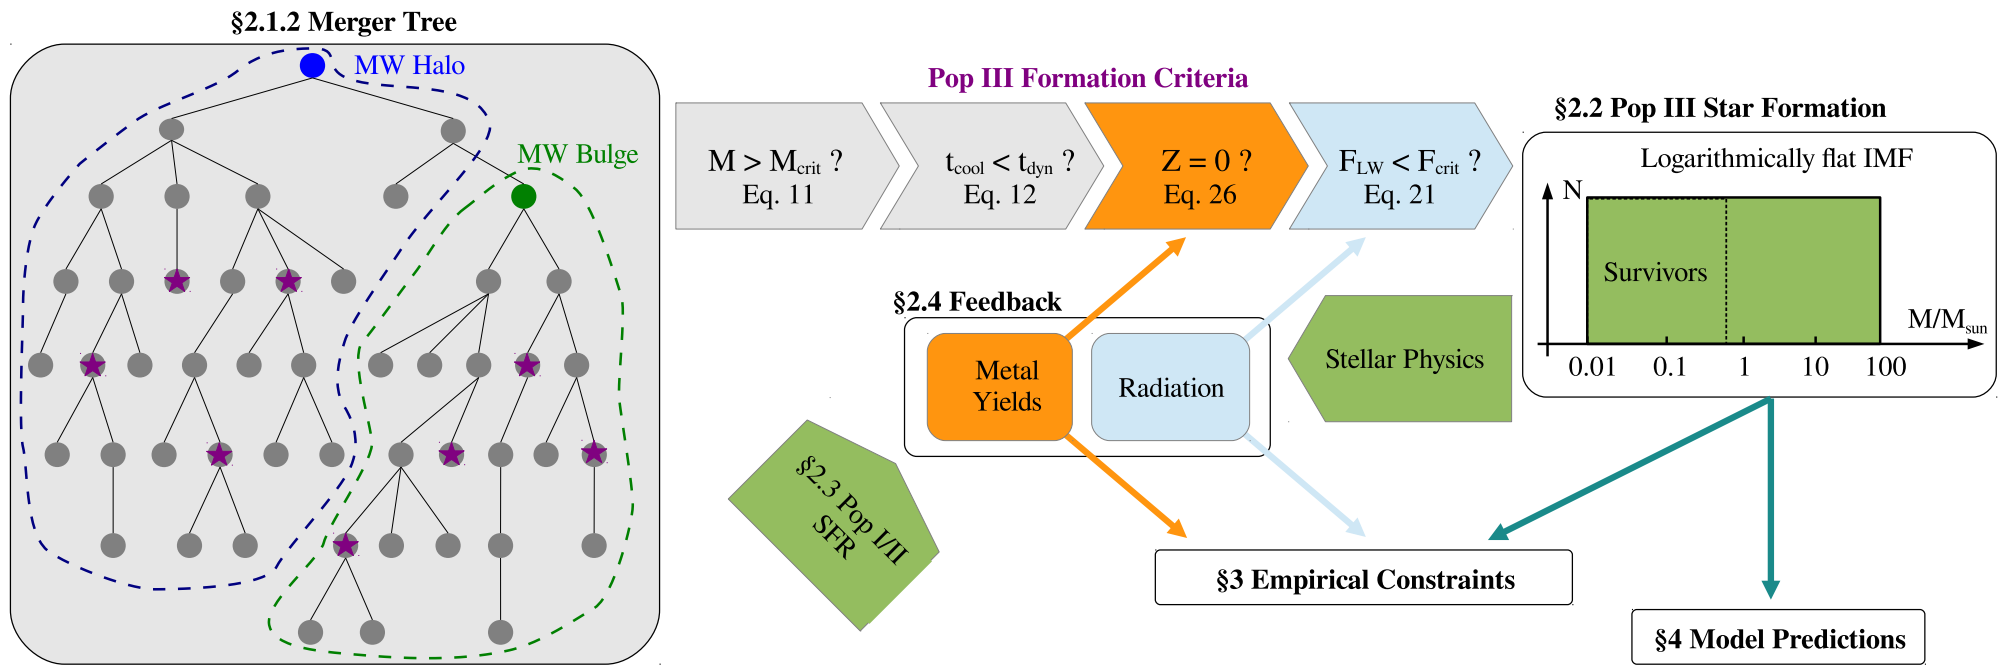 §2.1.2 Merger Tree
MW Halo
MW Bulge
Pop III Formation Criteria
M > Mcrit ?
Eq. 11
tcool < tdyn ?
Eq. 12
Z = 0 ?
Eq. 26
FLW < Fcrit ?
Eq. 21
§2.2 Pop III Star Formation
Logarithmically flat IMF
N
Survivors
M/Msun
0.01 0.1 1 10 100
§2.4 Feedback
Metal
Yields
Radiation
Stellar Physics
§2.3 Pop I/II
SFR
§3 Empirical Constraints
§4 Model Predictions